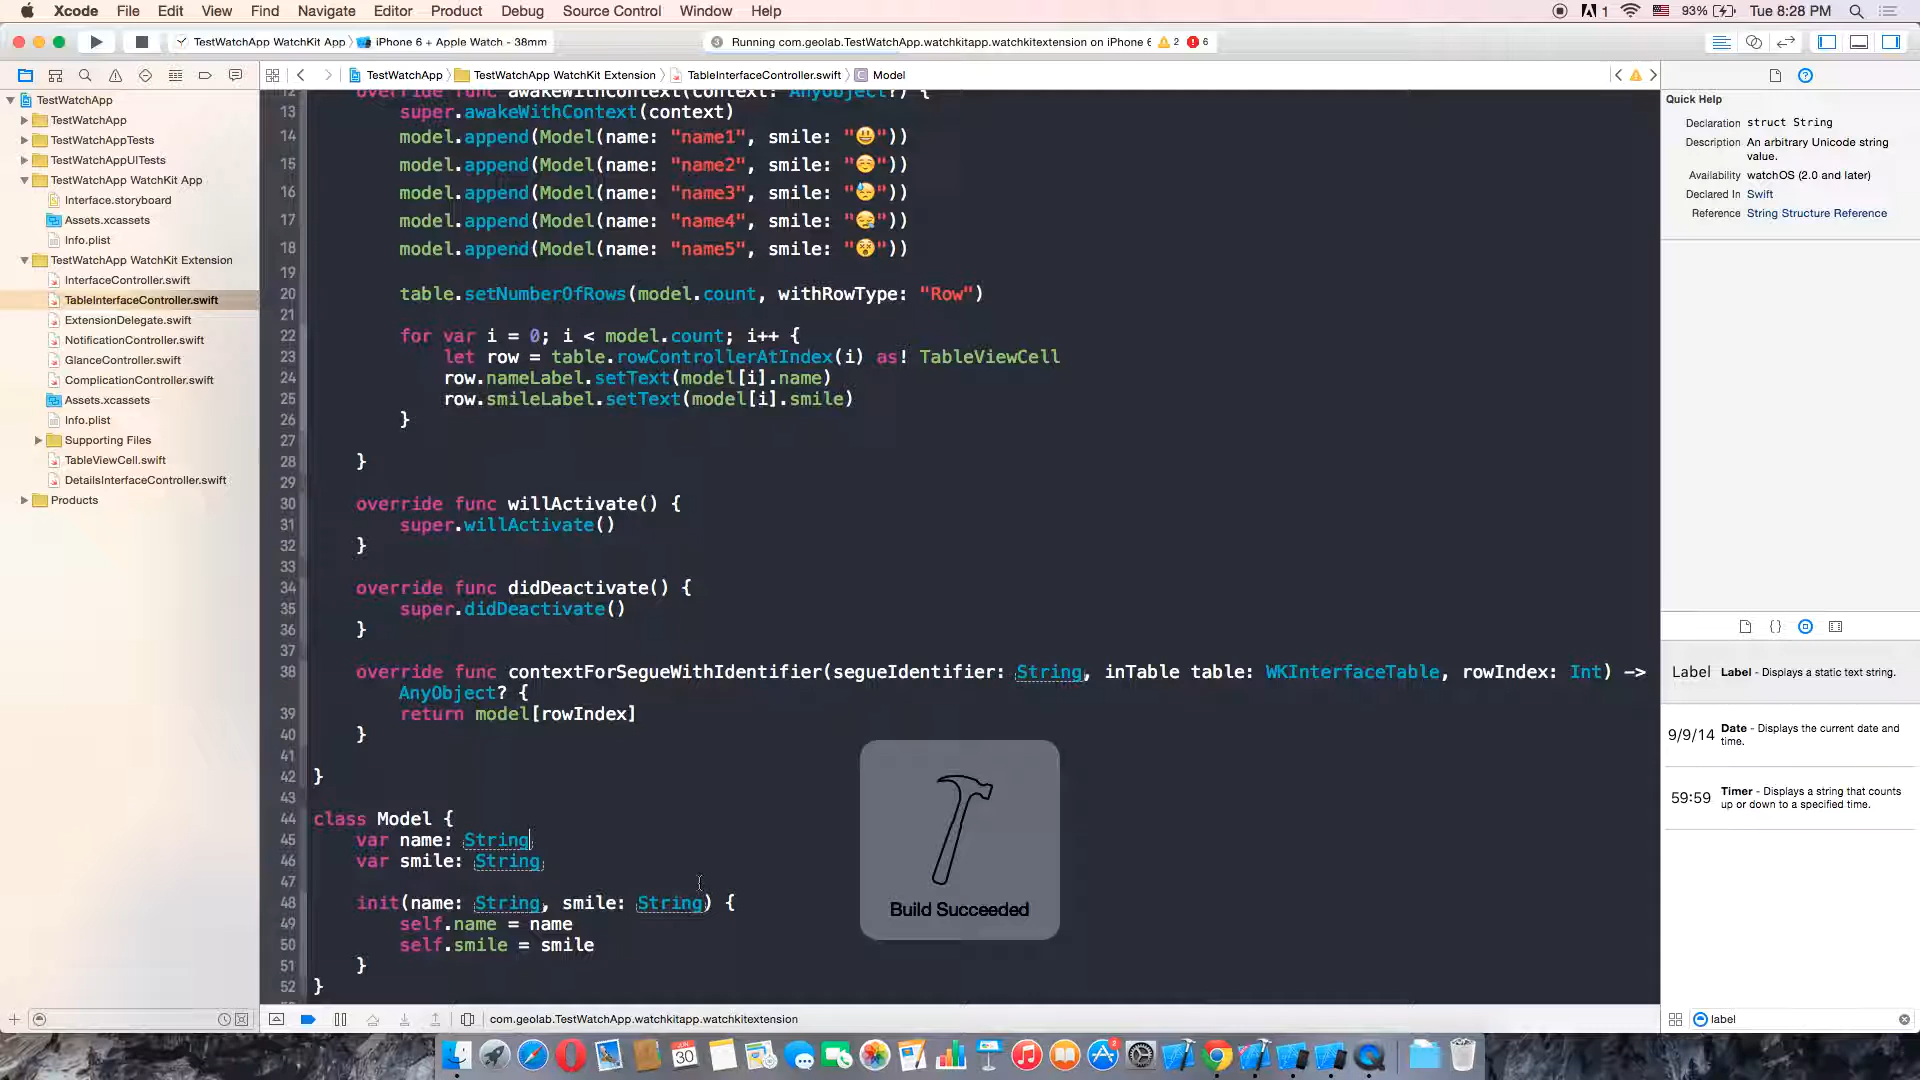 Xcode File Edit View Find Navigate Editor Product Debug Source Control Window Help 1 93% Tue 8:28 PM
TestWatchApp WatchKit App iPhone 6 + Apple Watch - 38mm
3 Running com.geolab.TestWatchApp.watchkitapp.watchkitextension on iPhone 6 2 6
TestWatchApp TestWatchApp WatchKit Extension TableInterfaceController.swift C Model
TestWatchApp
TestWatchApp
TestWatchAppTests
TestWatchAppUITests
TestWatchApp WatchKit App
Interface.storyboard
Assets.xcassets
Info.plist
TestWatchApp WatchKit Extension
InterfaceController.swift
TableInterfaceController.swift
ExtensionDelegate.swift
NotificationController.swift
GlanceController.swift
ComplicationController.swift
Assets.xcassets
Info.plist
Supporting Files
TableViewCell.swift
DetailsInterfaceController.swift
Products
12 override func awakeWithContext(context: AnyObject?) {
13 super.awakeWithContext(context)
14 model.append(Model(name: "name1", smile: "😃"))
15 model.append(Model(name: "name2", smile: "☺️"))
16 model.append(Model(name: "name3", smile: "😓"))
17 model.append(Model(name: "name4", smile: "😪"))
18 model.append(Model(name: "name5", smile: "😵"))
19
20 table.setNumberOfRows(model.count, withRowType: "Row")
21
22 for var i = 0; i < model.count; i++ {
23 let row = table.rowControllerAtIndex(i) as! TableViewCell
24 row.nameLabel.setText(model[i].name)
25 row.smileLabel.setText(model[i].smile)
26 }
27
28 }
29
30 override func willActivate() {
31 super.willActivate()
32 }
33
34 override func didDeactivate() {
35 super.didDeactivate()
36 }
37
38 override func contextForSegueWithIdentifier(segueIdentifier: String, inTable table: WKInterfaceTable, rowIndex: Int) ->
AnyObject? {
39 return model[rowIndex]
40 }
41
42 }
43
44 class Model {
45 var name: String
46 var smile: String
47
48 init(name: String, smile: String) {
49 self.name = name
50 self.smile = smile
51 }
52 }
Build Succeeded
com.geolab.TestWatchApp.watchkitapp.watchkitextension
Quick Help
Declaration struct String
Description An arbitrary Unicode string
value.
Availability watchOS (2.0 and later)
Declared In Swift
Reference String Structure Reference
Label Label - Displays a static text string.
9/9/14 Date - Displays the current date and
time.
59:59 Timer - Displays a string that counts
up or down to a specified time.
label
JUN
30
2